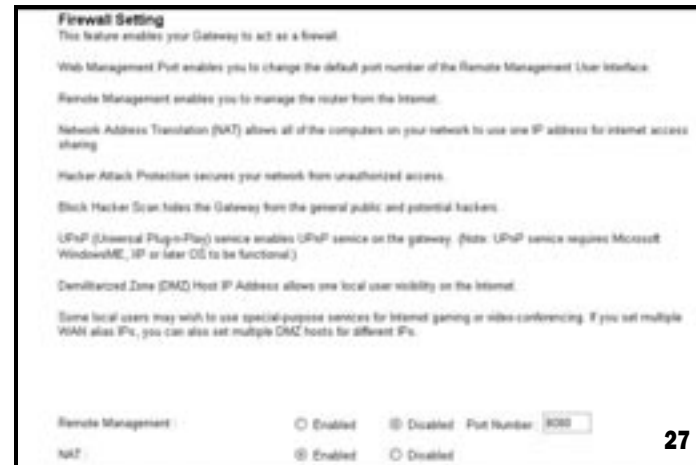 Firewall Setting
This feature enables your Gateway to act as a firewall.
Web Management Port enables you to change the default port number of the Remote Management User Interface.
Remote Management enables you to manage the router from the Internet.
Network Address Translation (NAT) allows all of the computers on your network to use one IP address for internet access
sharing.
Hacker Attack Protection secures your network from unauthorized access.
Block Hacker Scan hides the Gateway from the general public and potential hackers.
UPnP (Universal Plug-n-Play) service enables UPnP service on the gateway. (Note: UPnP service requires Microsoft
WindowsME, XP or later OS to be functional.)
Demilitarized Zone (DMZ) Host IP Address allows one local user visibility on the Internet.
Some local users may wish to use special-purpose services for Internet gaming or video conferencing. If you set multiple
WAN alias IPs, you can also set multiple DMZ hosts for different IPs.
Remote Management : Enabled Disabled Port Number: 8080
NAT : Enabled Disabled
27